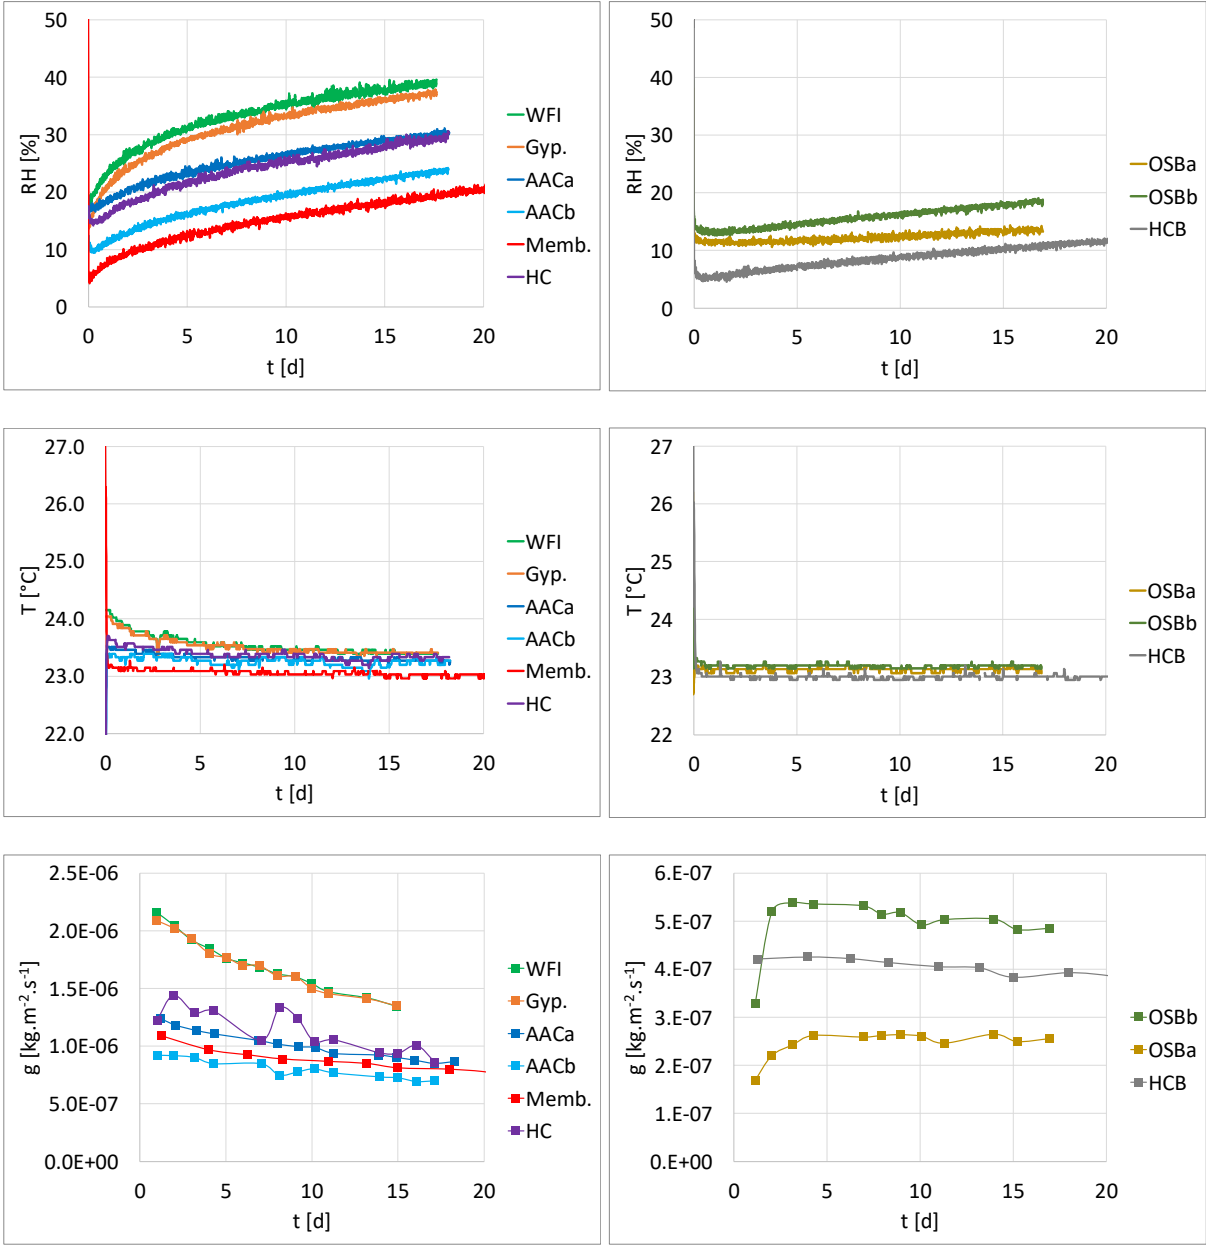 50
40
30
20
10
0
RH [%]
0 5 10 15 20
t [d]
WFI
Gyp.
AACa
AACb
Memb.
HC
50
40
30
20
10
0
RH [%]
0 5 10 15 20
t [d]
OSBa
OSBb
HCB
27.0
26.0
25.0
24.0
23.0
22.0
T [°C]
0 5 10 15 20
t [d]
WFI
Gyp.
AACa
AACb
Memb.
HC
27
26
25
24
23
22
T [°C]
0 5 10 15 20
t [d]
OSBa
OSBb
HCB
2.5E-06
2.0E-06
1.5E-06
1.0E-06
5.0E-07
0.0E+00
g [kg.m⁻².s⁻¹]
0 5 10 15 20
t [d]
WFI
Gyp.
AACa
AACb
Memb.
HC
6.E-07
5.E-07
4.E-07
3.E-07
2.E-07
1.E-07
0.E+00
g [kg.m⁻².s⁻¹]
0 5 10 15 20
t [d]
OSBb
OSBa
HCB